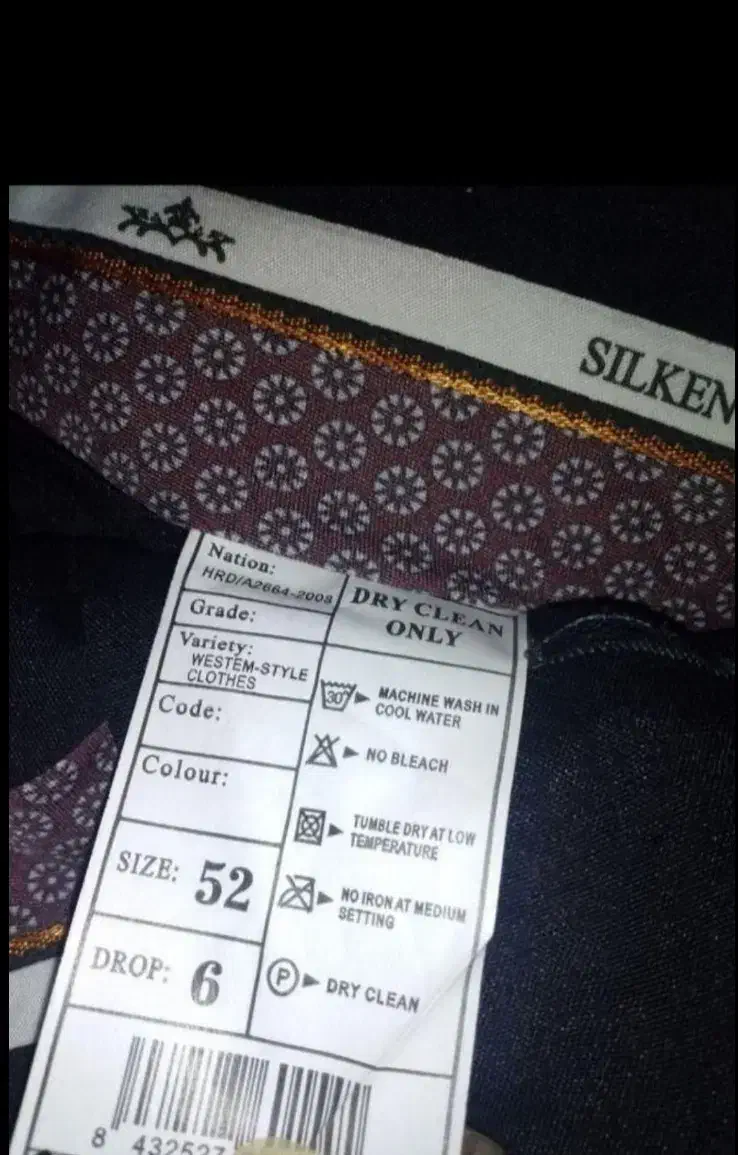 SILKEN
Nation:
HRD/A2664-2008
Grade:
Variety:
WESTEM-STYLE
CLOTHES
Code:
Colour:
SIZE: 52
DROP: 6
DRY CLEAN
ONLY
30°
MACHINE WASH IN
COOL WATER
NO BLEACH
TUMBLE DRY AT LOW
TEMPERATURE
NO IRON AT MEDIUM
SETTING
P
DRY CLEAN
8 432527